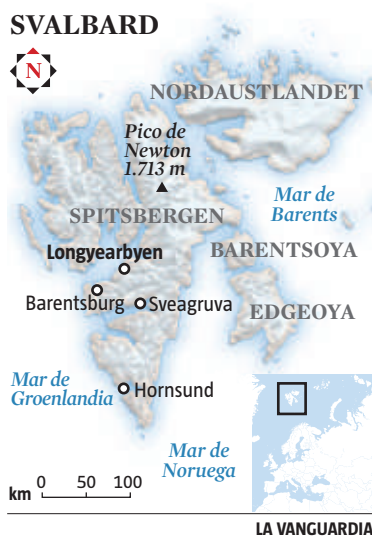 SVALBARD
N
NORDAUSTLANDET
Pico de
Newton
1.713 m
Mar de
Barents
SPITSBERGEN
Longyearbyen
BARENTSOYA
Barentsburg
Sveagruva
EDGEOYA
Mar de
Groenlandia
Hornsund
Mar de
Noruega
km 0 50 100
LA VANGUARDIA